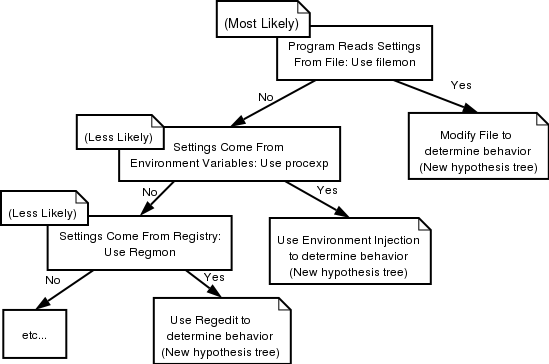 (Most Likely)
Program Reads Settings
From File: Use filemon
No
Yes
(Less Likely)
Settings Come From
Environment Variables: Use procexp
Modify File to
determine behavior
(New hypothesis tree)
No
Yes
(Less Likely)
Settings Come From Registry:
Use Regmon
Use Environment Injection
to determine behavior
(New hypothesis tree)
No
Yes
etc...
Use Regedit to
determine behavior
(New hypothesis tree)